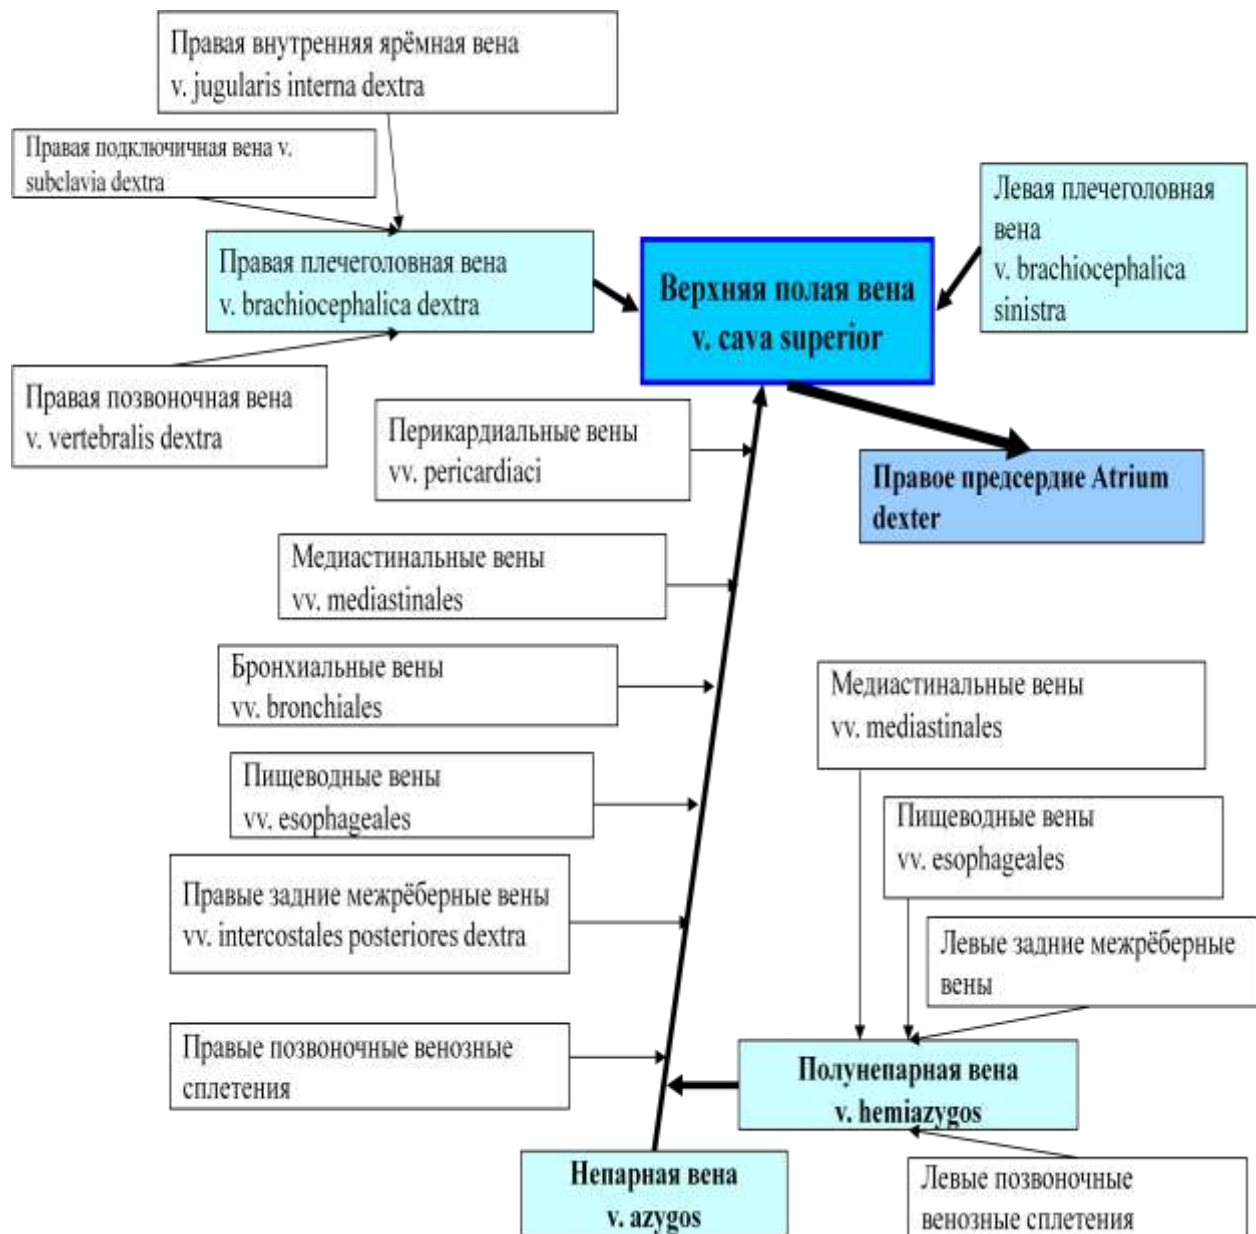 Правая внутренняя ярёмная вена
v. jugularis interna dextra
Правая подключичная вена v.
subclavia dextra
Правая плечеголовная вена
v. brachiocephalica dextra
Верхняя полая вена
v. cava superior
Левая плечеголовная
вена
v. brachiocephalica
sinistra
Правая позвоночная вена
v. vertebralis dextra
Перикардиальные вены
vv. pericardiaci
Правое предсердие Atrium
dexter
Медиастинальные вены
vv. mediastinales
Бронхиальные вены
vv. bronchiales
Медиастинальные вены
vv. mediastinales
Пищеводные вены
vv. esophageales
Пищеводные вены
vv. esophageales
Правые задние межрёберные вены
vv. intercostales posteriores dextra
Левые задние межрёберные
вены
Правые позвоночные венозные
сплетения
Полунепарная вена
v. hemiazygos
Непарная вена
v. azygos
Левые позвоночные
венозные сплетения